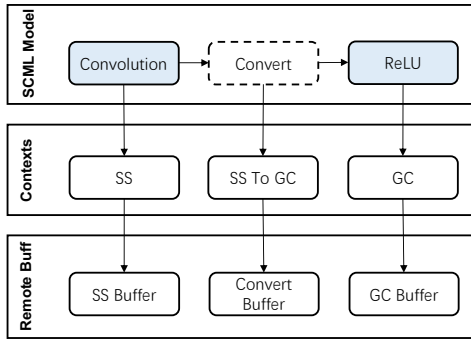 SCML Model
Convolution
Convert
ReLU
Contexts
SS
SS To GC
GC
Remote Buff
SS Buffer
Convert
Buffer
GC Buffer